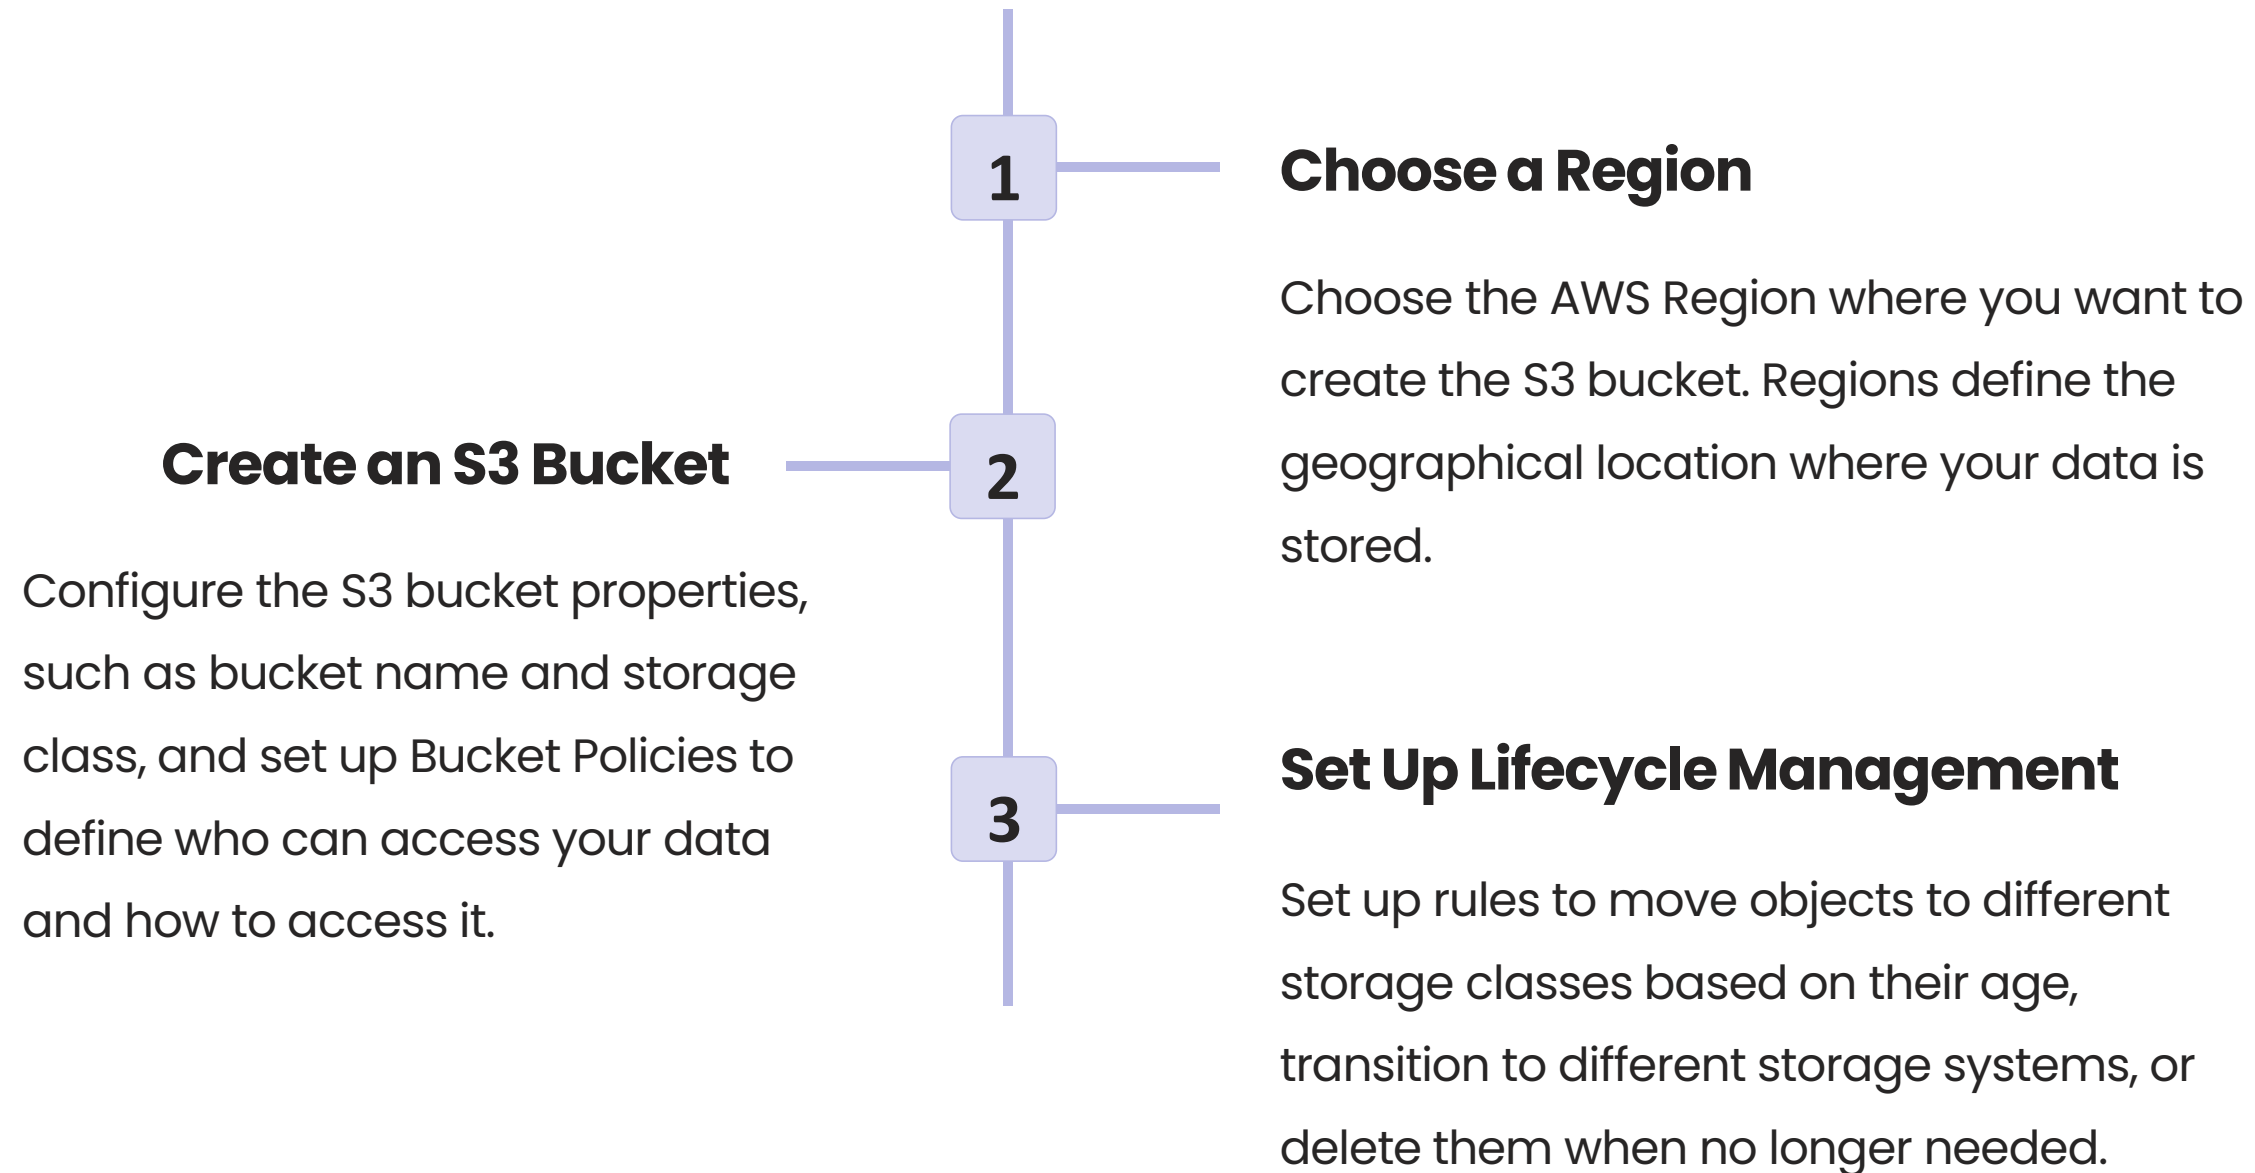 1
Choose a Region
Choose the AWS Region where you want to
create the S3 bucket. Regions define the
geographical location where your data is
stored.
2
Create an S3 Bucket
Configure the S3 bucket properties,
such as bucket name and storage
class, and set up Bucket Policies to
define who can access your data
and how to access it.
3
Set Up Lifecycle Management
Set up rules to move objects to different
storage classes based on their age,
transition to different storage systems, or
delete them when no longer needed.